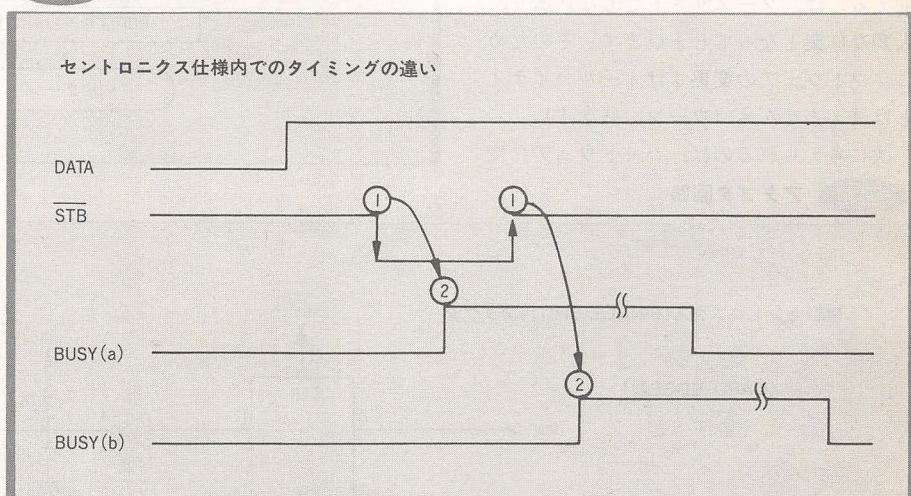 セントロニクス仕様内でのタイミングの違い
DATA
STB
① ①
②
BUSY(a)
②
BUSY(b)